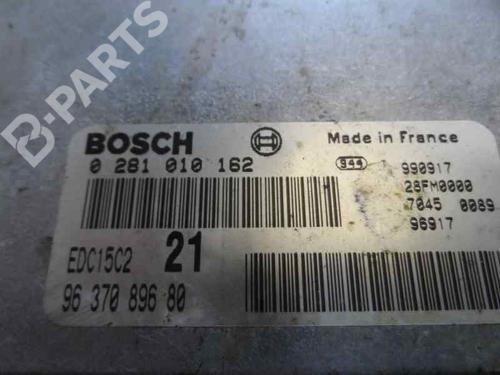 B-PARTS
BOSCH
Made in France
0 281 010 162
944
990917
28FM0000
7045 0089
96917
EDC15C2
21
96 370 896 80